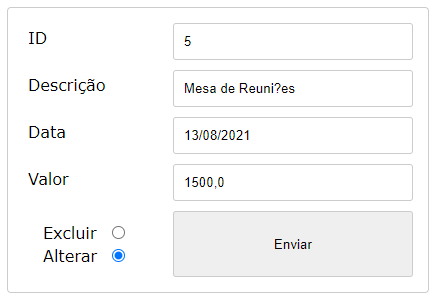 ID 5
Descrição Mesa de Reuni?es
Data 13/08/2021
Valor 1500,0
Excluir
Alterar
Enviar